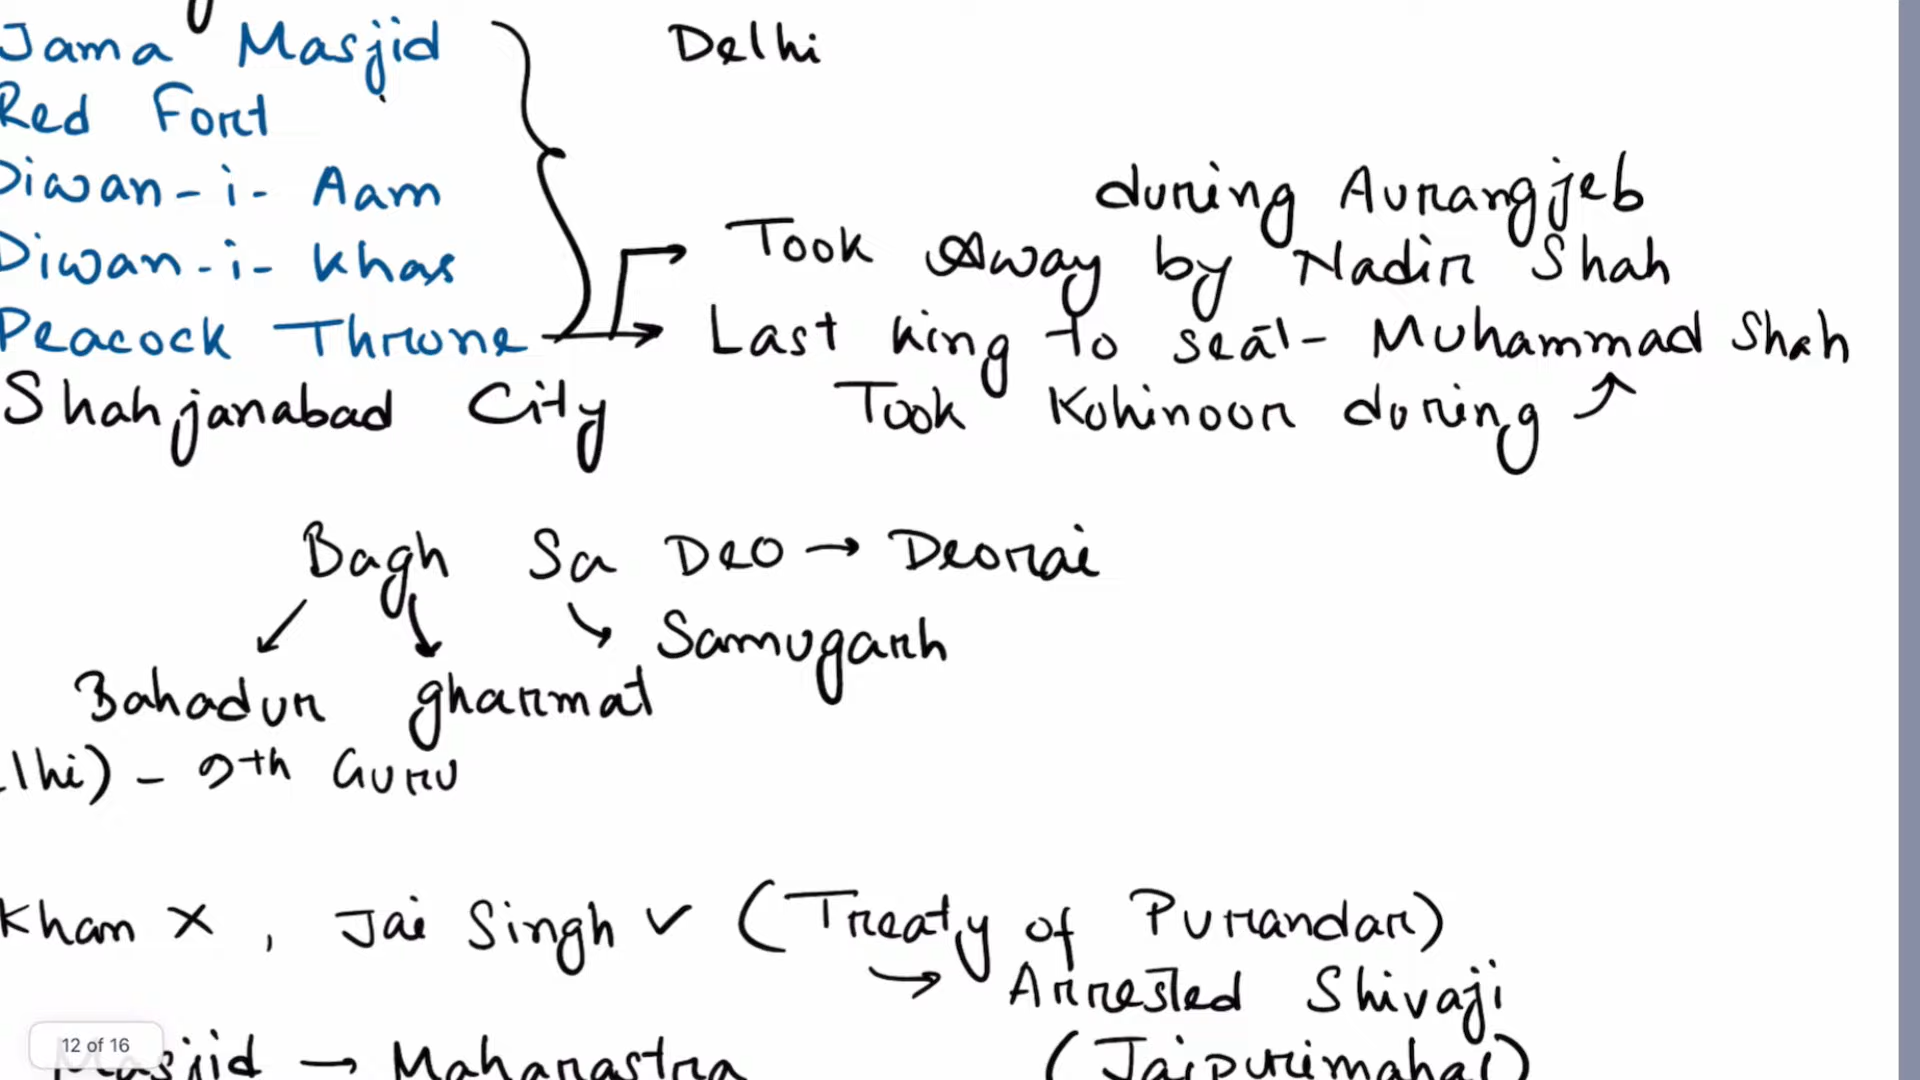 Jama Masjid
Delhi
Red Fort
during Aurangjeb
Diwan-i-Aam
Took Away by Nadir Shah
Diwan-i-Khas
Peacock Throne → Last king to seat - Muhammad Shah
Shahjanabad City
Took Kohinoor during ↗
Bagh Sa Deo → Deorai
Samugarh
Bahadur gharmat
lhi) - 9th Guru
Khan X, Jai Singh ✓ (Treaty of Purandar)
→ Arrested Shivaji
Masjid → Maharastra
(Jaipurimahal)
12 of 16